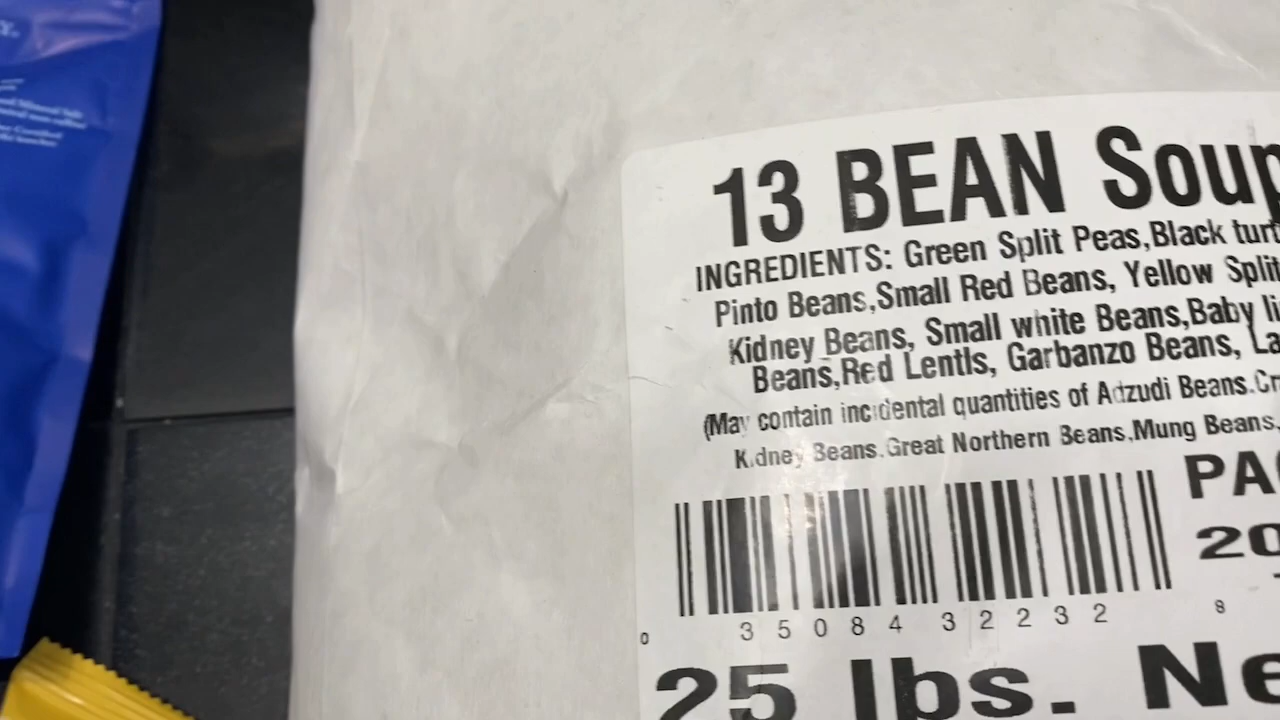 13 BEAN Soup
INGREDIENTS: Green Split Peas,Black turt
Pinto Beans,Small Red Beans, Yellow Split
Kidney Beans, Small white Beans,Baby li
Beans,Red Lentls, Garbanzo Beans, La
(May contain incidental quantities of Adzudi Beans.Cr
Kidney Beans.Great Northern Beans,Mung Beans,
PAC
20
0 35084 32232 8
25 lbs. Ne